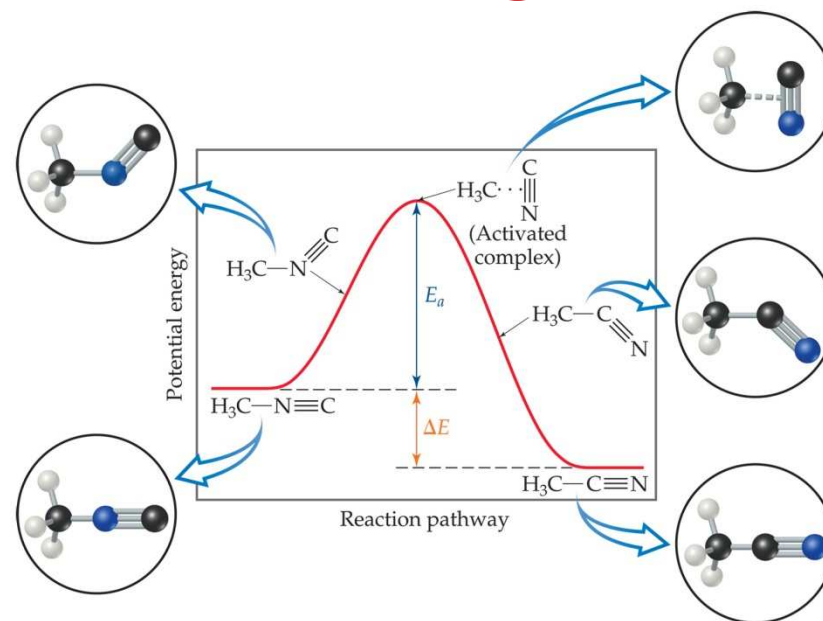 H₃C··· C≡N
(Activated
complex)
H₃C—N≡C
Eₐ
H₃C—C≡N
Potential energy
H₃C—N≡C
ΔE
H₃C—C≡N
Reaction pathway